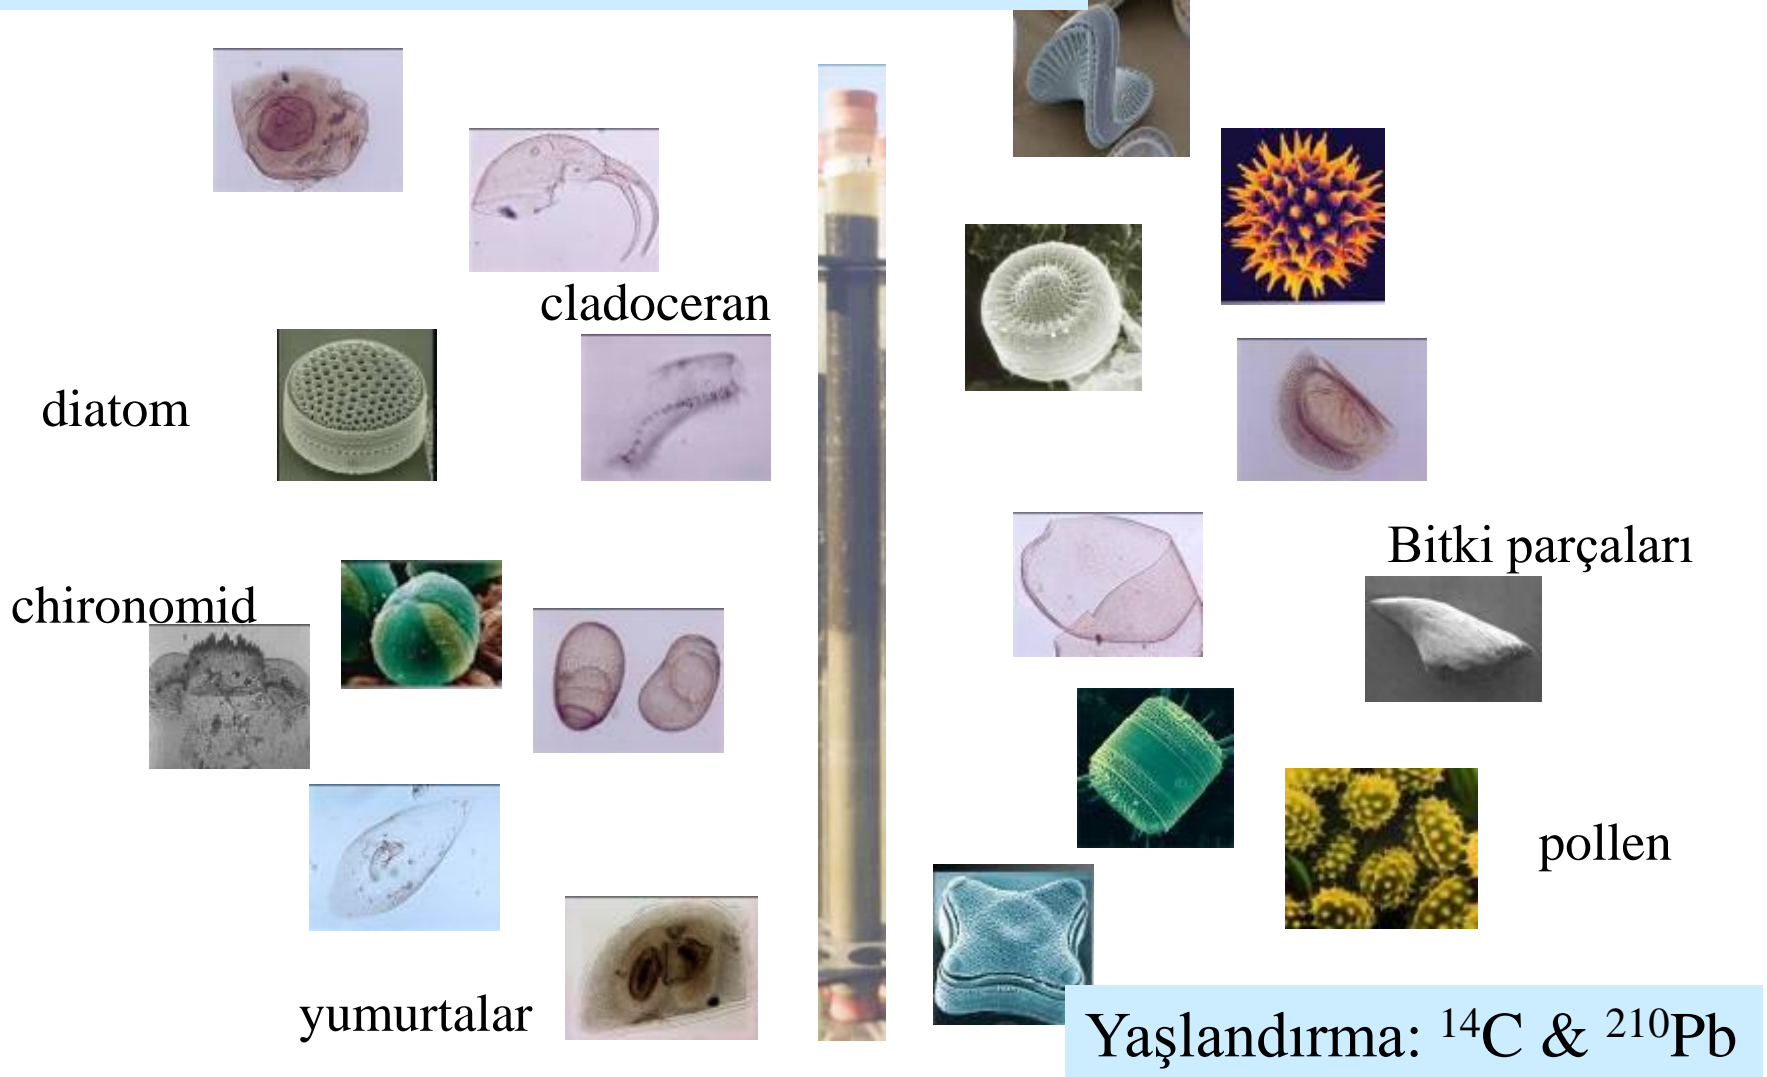 cladoceran
diatom
Bitki parçaları
chironomid
pollen
yumurtalar
Yaşlandırma: ¹⁴C & ²¹⁰Pb